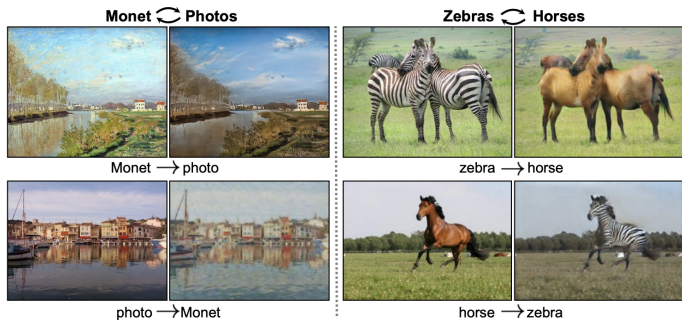 Monet Photos
Zebras Horses
Monet → photo
zebra → horse
photo → Monet
horse → zebra